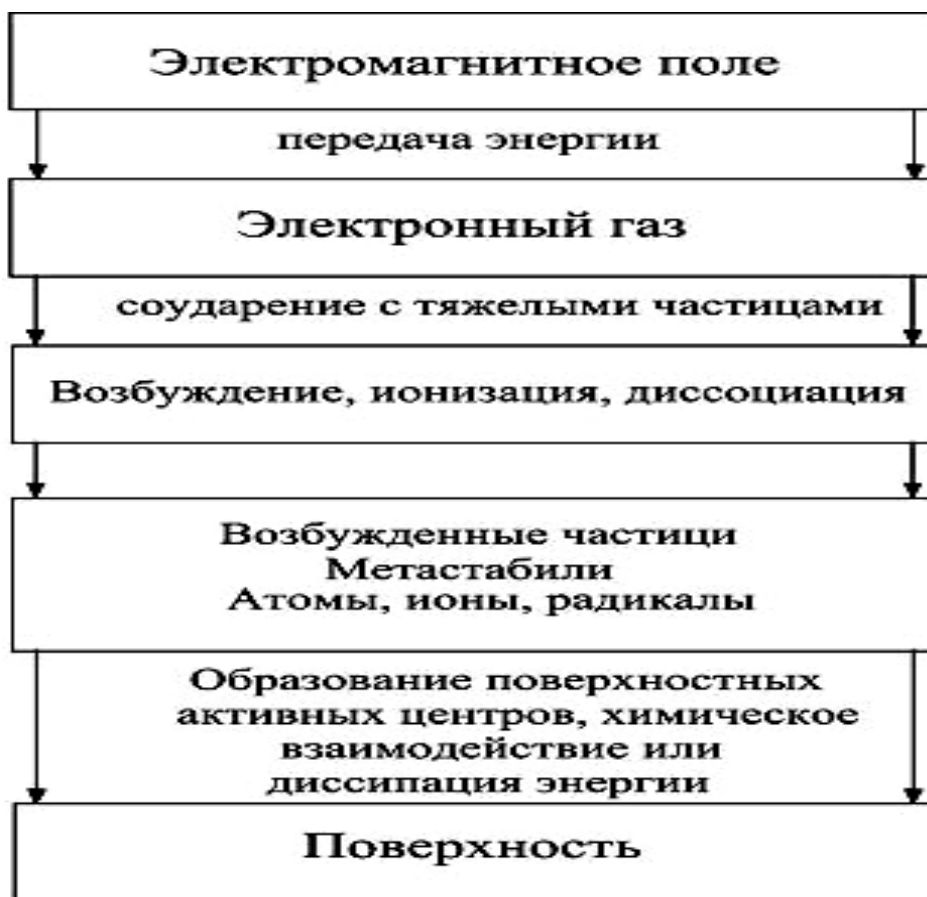 Электромагнитное поле
передача энергии
Электронный газ
соударение с тяжелыми частицами
Возбуждение, ионизация, диссоциация
Возбужденные частици
Метастабили
Атомы, ионы, радикалы
Образование поверхностных
активных центров, химическое
взаимодействие или
диссипация энергии
Поверхность